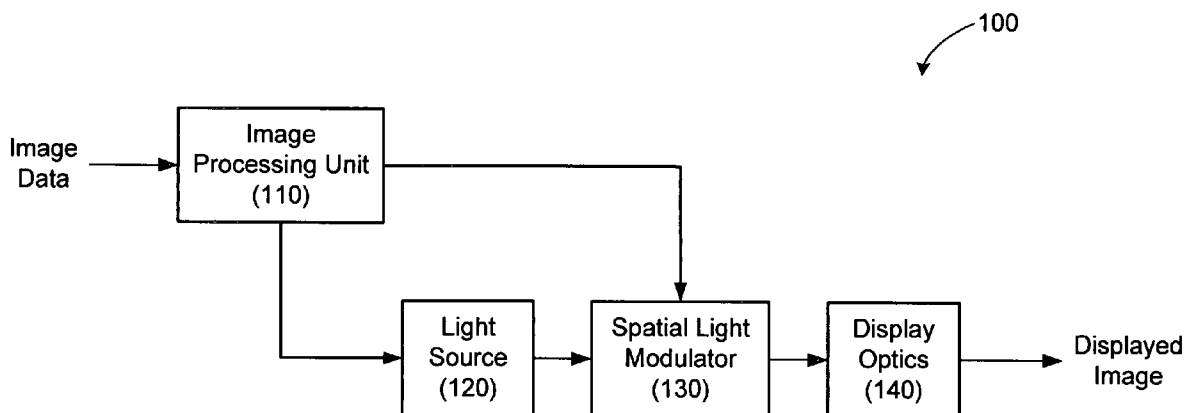 100
Image
Data
Image
Processing Unit
(110)
Light
Source
(120)
Spatial Light
Modulator
(130)
Display
Optics
(140)
Displayed
Image